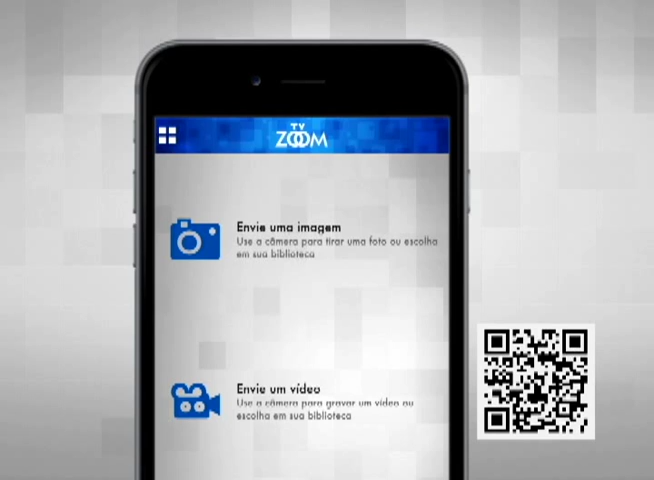 TV
ZOOM
Envie uma imagem
Use a câmera para tirar uma foto ou escolha
em sua biblioteca
Envie um vídeo
Use a câmera para gravar um vídeo ou
escolha em sua biblioteca